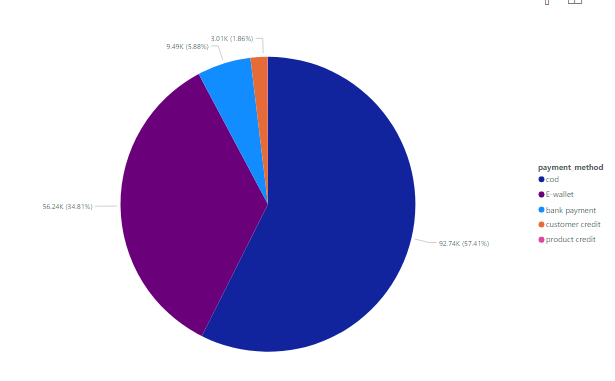 3.01K (1.86%)
9.49K (5.88%)
56.24K (34.81%)
92.74K (57.41%)
payment method
cod
E-wallet
bank payment
customer credit
product credit